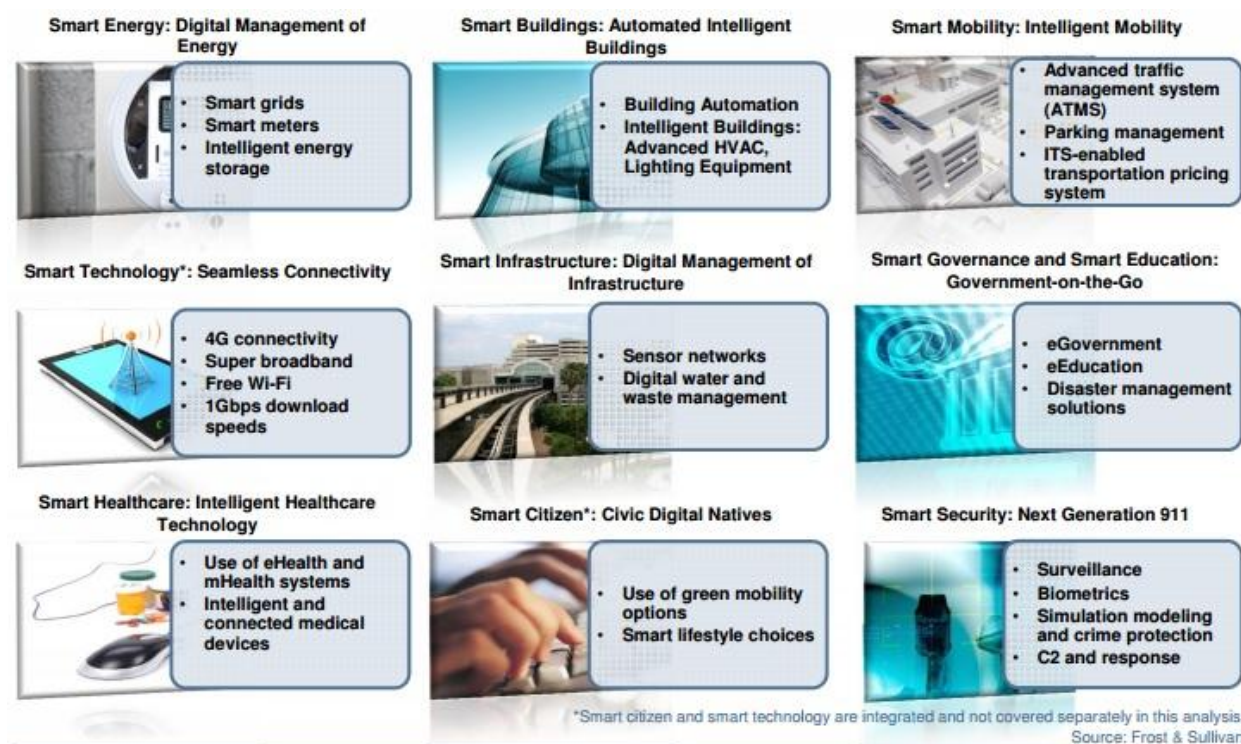 Smart Energy: Digital Management of
Energy
• Smart grids
• Smart meters
• Intelligent energy
storage
Smart Buildings: Automated Intelligent
Buildings
• Building Automation
• Intelligent Buildings:
Advanced HVAC,
Lighting Equipment
Smart Mobility: Intelligent Mobility
• Advanced traffic
management system
(ATMS)
• Parking management
• ITS-enabled
transportation pricing
system
Smart Technology*: Seamless Connectivity
• 4G connectivity
• Super broadband
• Free Wi-Fi
• 1Gbps download
speeds
Smart Infrastructure: Digital Management of
Infrastructure
• Sensor networks
• Digital water and
waste management
Smart Governance and Smart Education:
Government-on-the-Go
• eGovernment
• eEducation
• Disaster management
solutions
Smart Healthcare: Intelligent Healthcare
Technology
• Use of eHealth and
mHealth systems
• Intelligent and
connected medical
devices
Smart Citizen*: Civic Digital Natives
• Use of green mobility
options
• Smart lifestyle choices
Smart Security: Next Generation 911
• Surveillance
• Biometrics
• Simulation modeling
and crime protection
• C2 and response
*Smart citizen and smart technology are integrated and not covered separately in this analysis
Source: Frost & Sullivan